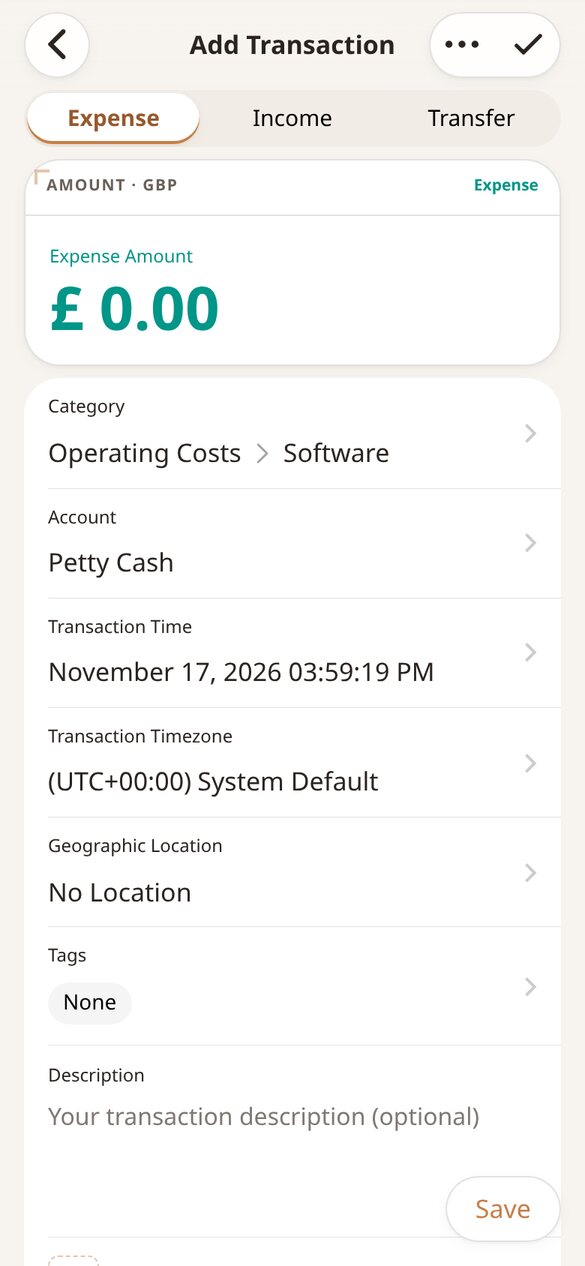 Add Transaction
Expense
Income
Transfer
AMOUNT · GBP
Expense
Expense Amount
£ 0.00
Category
Operating Costs > Software
Account
Petty Cash
Transaction Time
November 17, 2026 03:59:19 PM
Transaction Timezone
(UTC+00:00) System Default
Geographic Location
No Location
Tags
None
Description
Your transaction description (optional)
Save